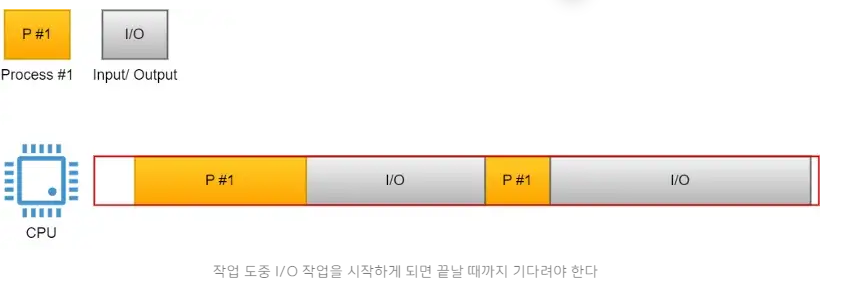 P #1
I/O
Process #1
Input/ Output
P #1
I/O
P #1
I/O
CPU
작업 도중 I/O 작업을 시작하게 되면 끝날 때까지 기다려야 한다